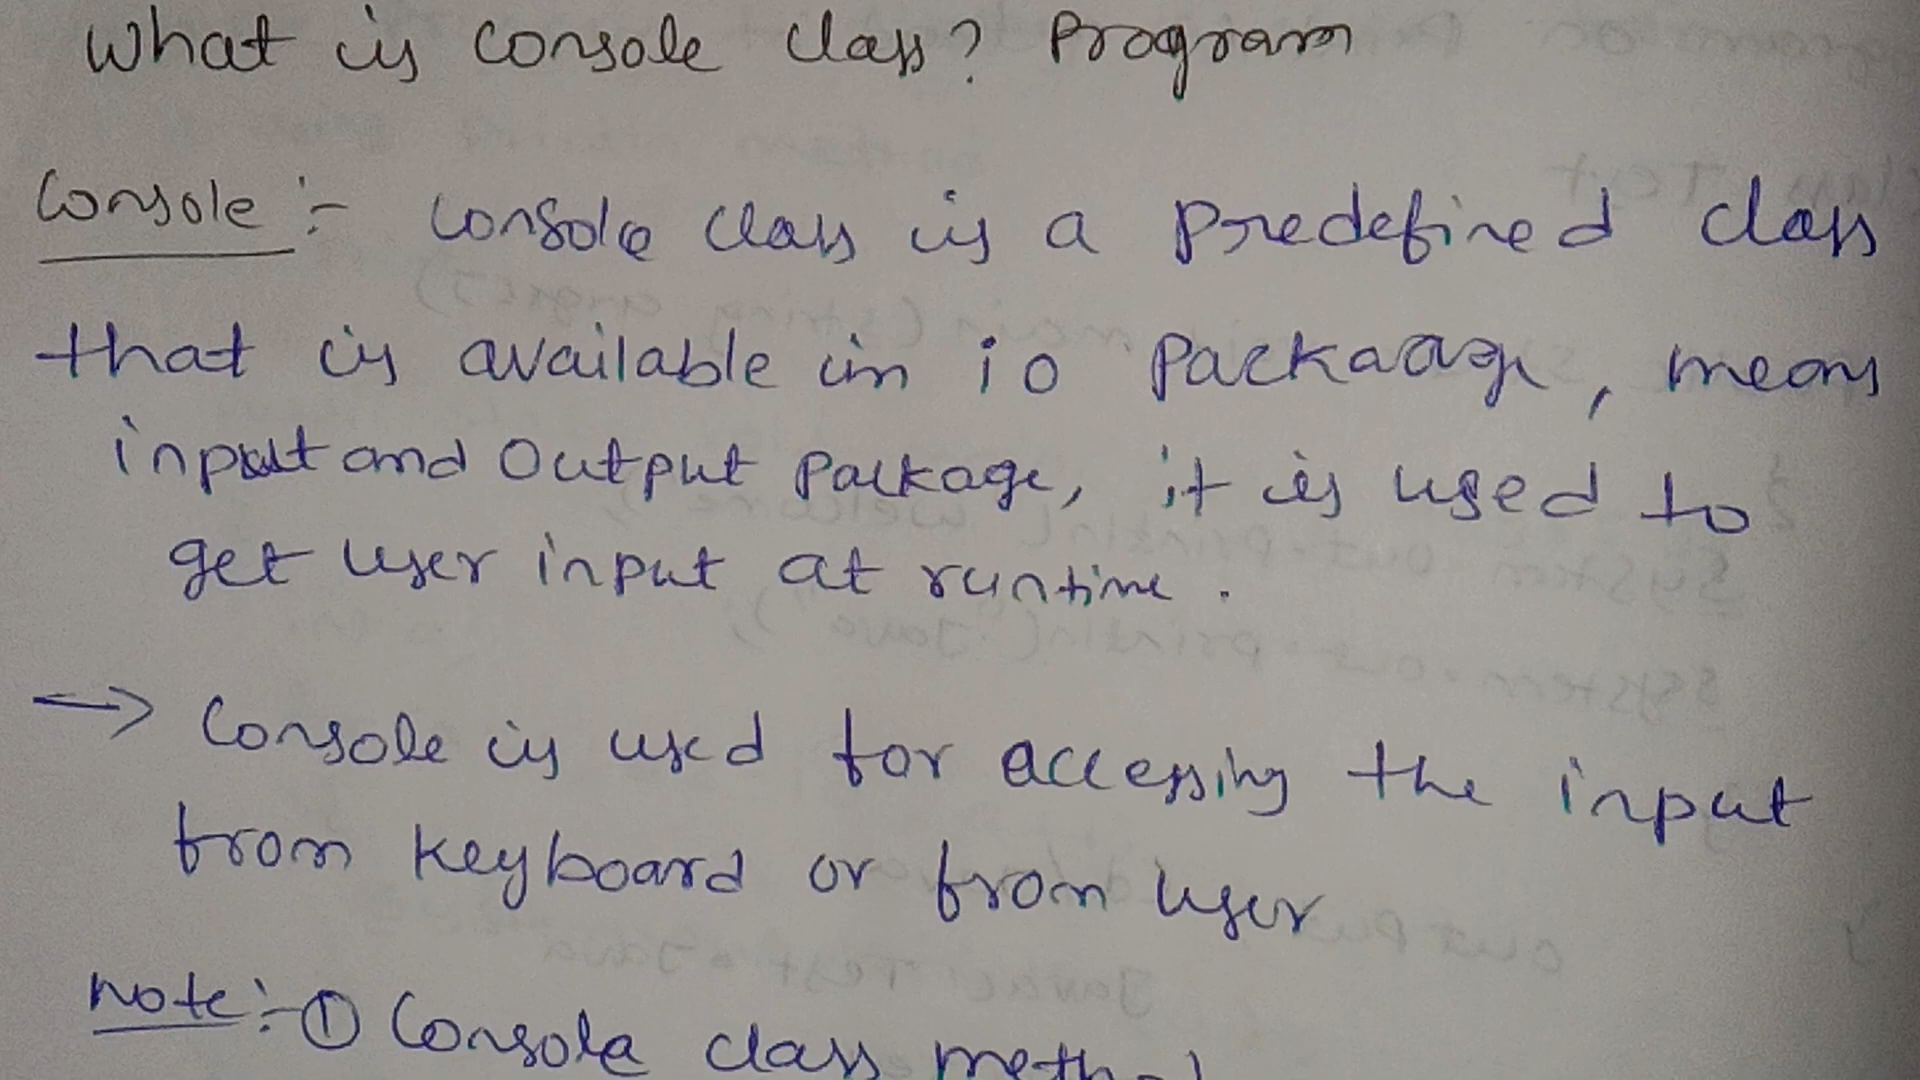 What is console class? Program
Console :- console class is a predefined class
that is available in io packaage, means
input and output package, it is used to
get user input at runtime.
→ Console is used for accessing the input
from keyboard or from user
note:- ① Console class